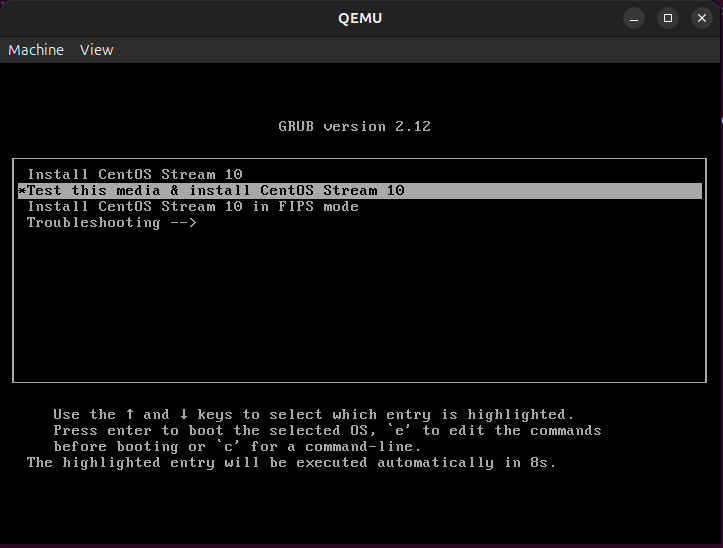 QEMU
Machine View
GRUB version 2.12
Install CentOS Stream 10
*Test this media & install CentOS Stream 10
Install CentOS Stream 10 in FIPS mode
Troubleshooting -->
Use the ↑ and ↓ keys to select which entry is highlighted.
Press enter to boot the selected OS, `e' to edit the commands
before booting or `c' for a command-line.
The highlighted entry will be executed automatically in 8s.